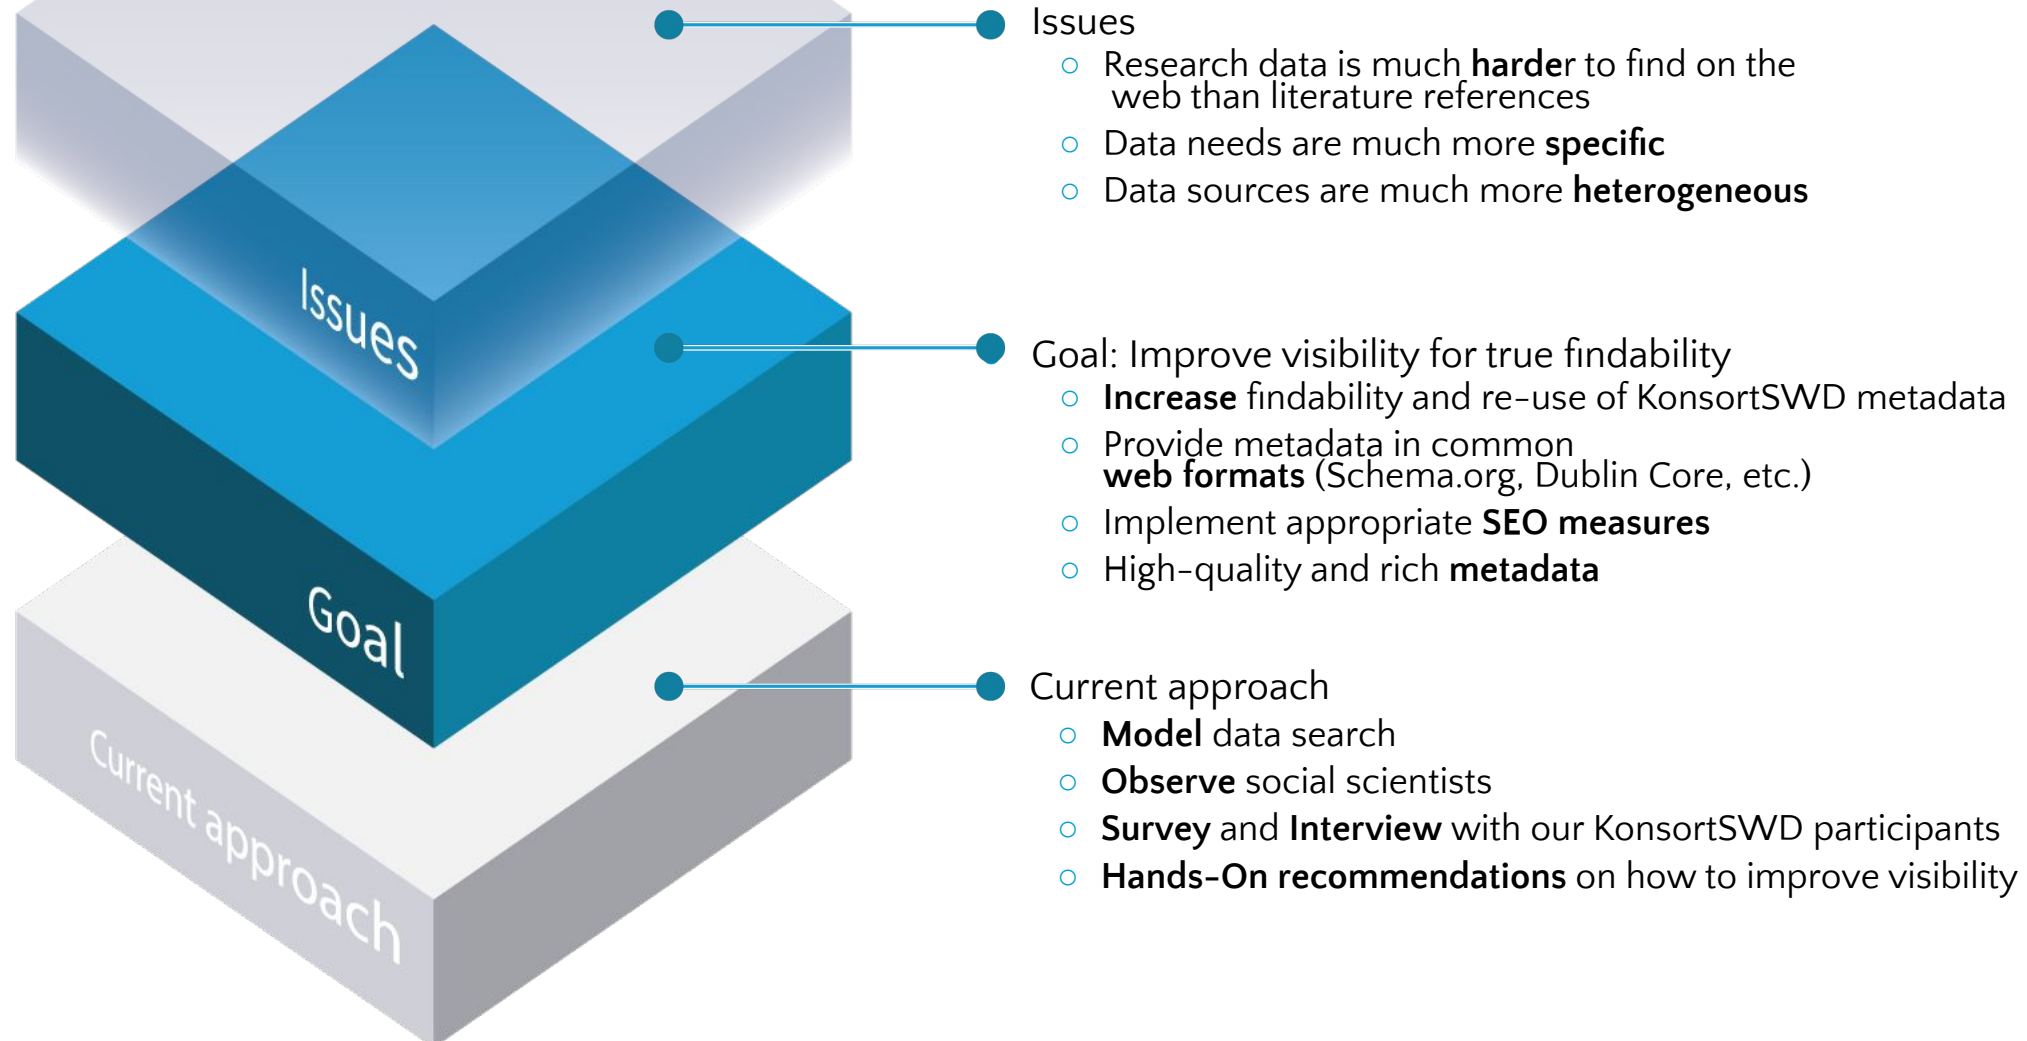 Issues
○ Research data is much harder to find on the
web than literature references
○ Data needs are much more specific
○ Data sources are much more heterogeneous
Issues
Goal: Improve visibility for true findability
○ Increase findability and re-use of KonsortSWD metadata
○ Provide metadata in common
web formats (Schema.org, Dublin Core, etc.)
○ Implement appropriate SEO measures
○ High-quality and rich metadata
Goal
Current approach
○ Model data search
○ Observe social scientists
○ Survey and Interview with our KonsortSWD participants
○ Hands-On recommendations on how to improve visibility
Current approach